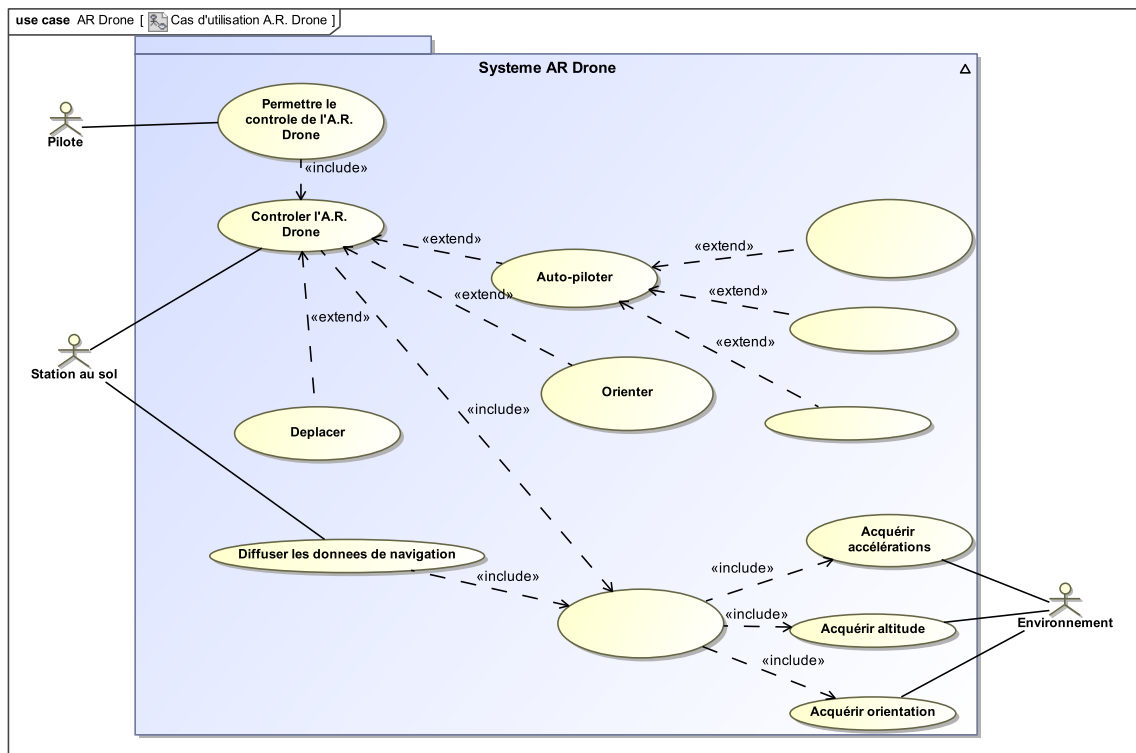 use case AR Drone [ Cas d'utilisation A.R. Drone ]
Systeme AR Drone
Permettre le
controle de l'A.R.
Drone
Pilote
«include»
Controler l'A.R.
Drone
«extend»
«extend»
Auto-piloter
«extend»
«extend»
«extend»
«extend»
Station au sol
Orienter
«include»
Deplacer
Acquérir
accélérations
Diffuser les donnees de navigation
«include»
«include»
«include»
Acquérir altitude
Environnement
«include»
Acquérir orientation